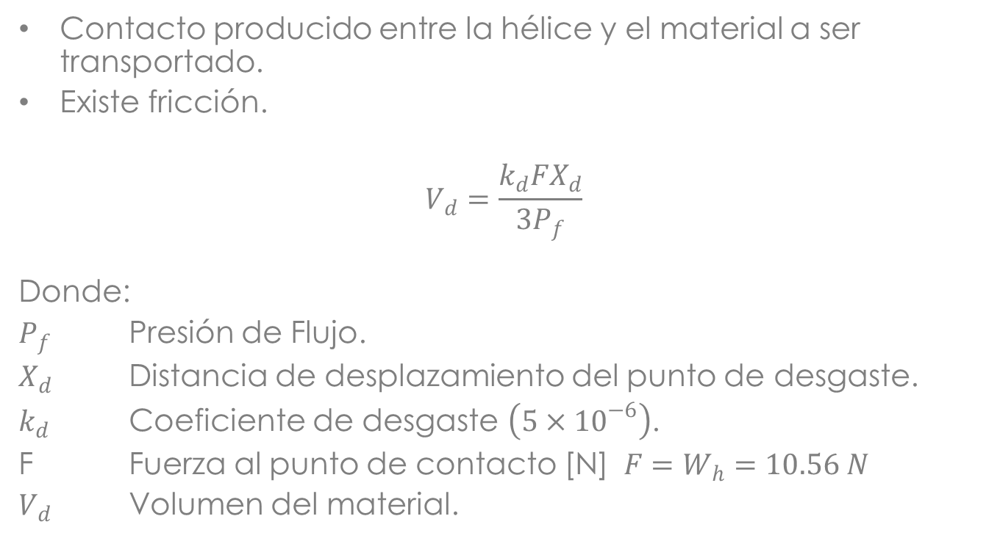 • Contacto producido entre la hélice y el material a ser
transportado.
• Existe fricción.
V_d = \frac{k_d F X_d}{3P_f}
Donde:
P_f Presión de Flujo.
X_d Distancia de desplazamiento del punto de desgaste.
k_d Coeficiente de desgaste (5 × 10^{−6}).
F Fuerza al punto de contacto [N] F = W_h = 10.56 N
V_d Volumen del material.